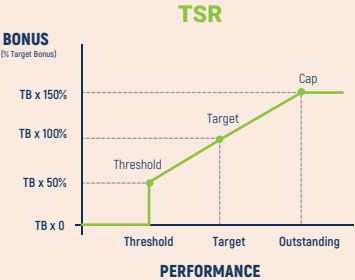 TSR
BONUS
(% Target Bonus)
Cap
TB x 150%
Target
TB x 100%
Threshold
TB x 50%
TB x 0
Threshold Target Outstanding
PERFORMANCE